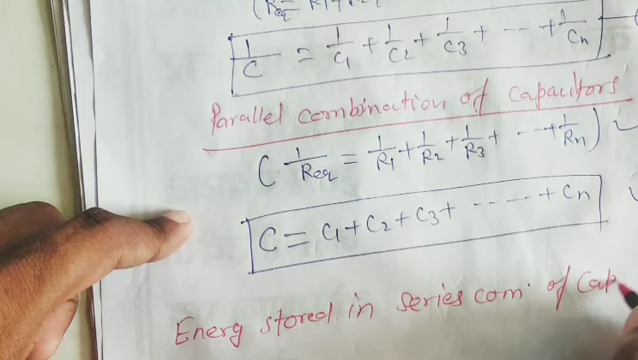 1/C = 1/C1 + 1/C2 + 1/C3 + --- + 1/Cn
Parallel combination of capacitors
( 1/Req = 1/R1 + 1/R2 + 1/R3 + --- + 1/Rn )
C = C1 + C2 + C3 + ------ + Cn
Energ stored in series com. of Cap